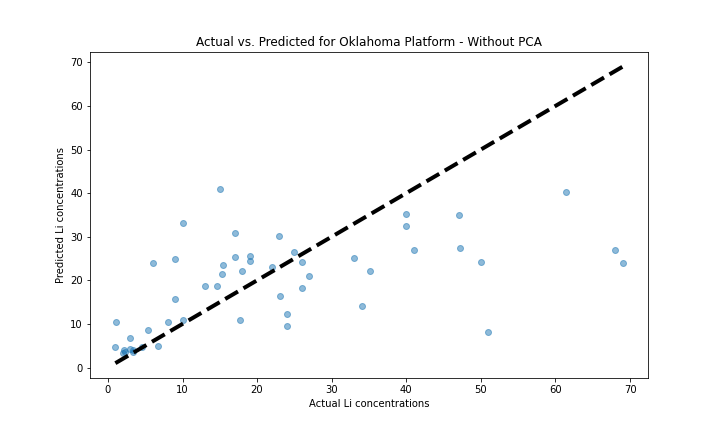 Actual vs. Predicted for Oklahoma Platform - Without PCA
70
60
50
40
30
20
10
0
Predicted Li concentrations
0 10 20 30 40 50 60 70
Actual Li concentrations